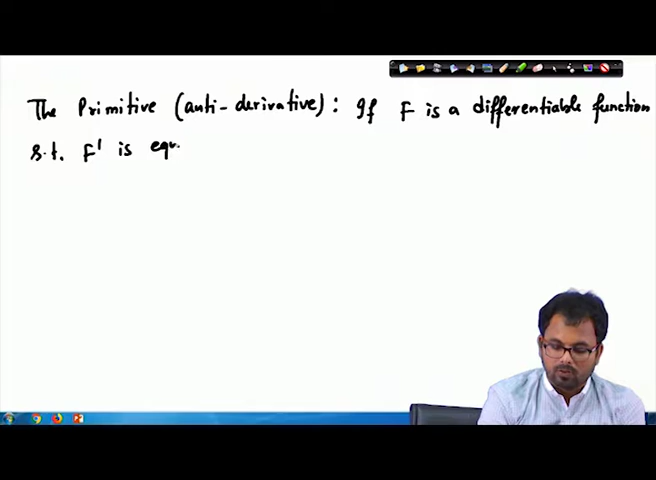 The Primitive (anti-derivative): If F is a differentiable function
s.t. F' is equ